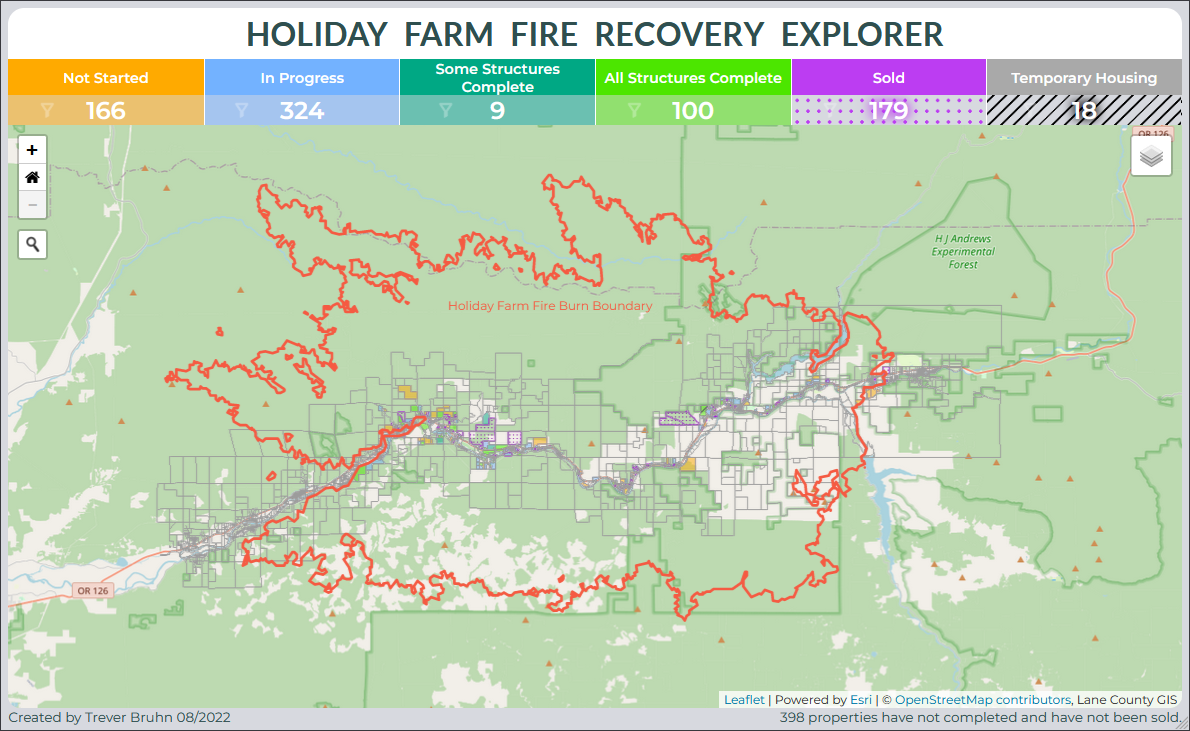 HOLIDAY FARM FIRE RECOVERY EXPLORER
Not Started
In Progress
Some Structures
Complete
All Structures Complete
Sold
Temporary Housing
166
324
9
100
179
18
+
OR 126
−
H J Andrews
Experimental
Forest
Holiday Farm Fire Burn Boundary
OR 126
Leaflet | Powered by Esri | © OpenStreetMap contributors, Lane County GIS
Created by Trever Bruhn 08/2022
398 properties have not completed and have not been sold.